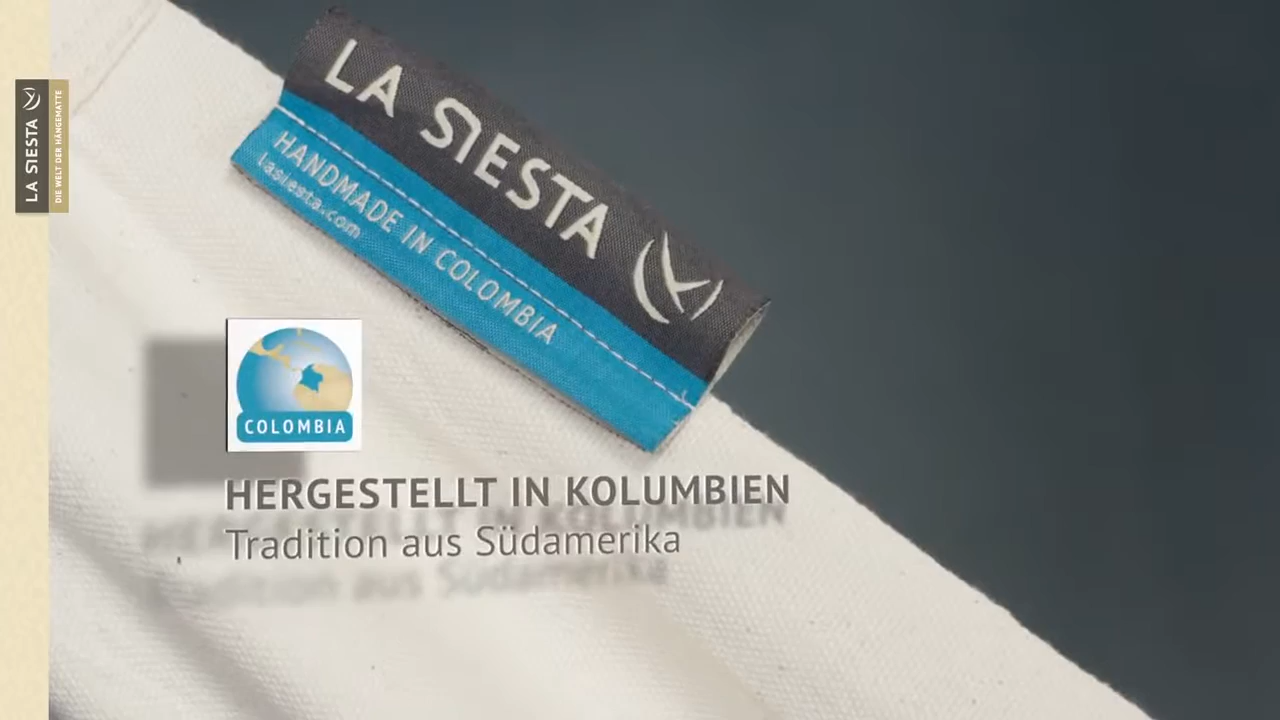 LA SIESTA
HANDMADE IN COLOMBIA
lasiesta.com
LA SIESTA
DIE WELT DER HÄNGEMATTE
COLOMBIA
HERGESTELLT IN KOLUMBIEN
Tradition aus Südamerika